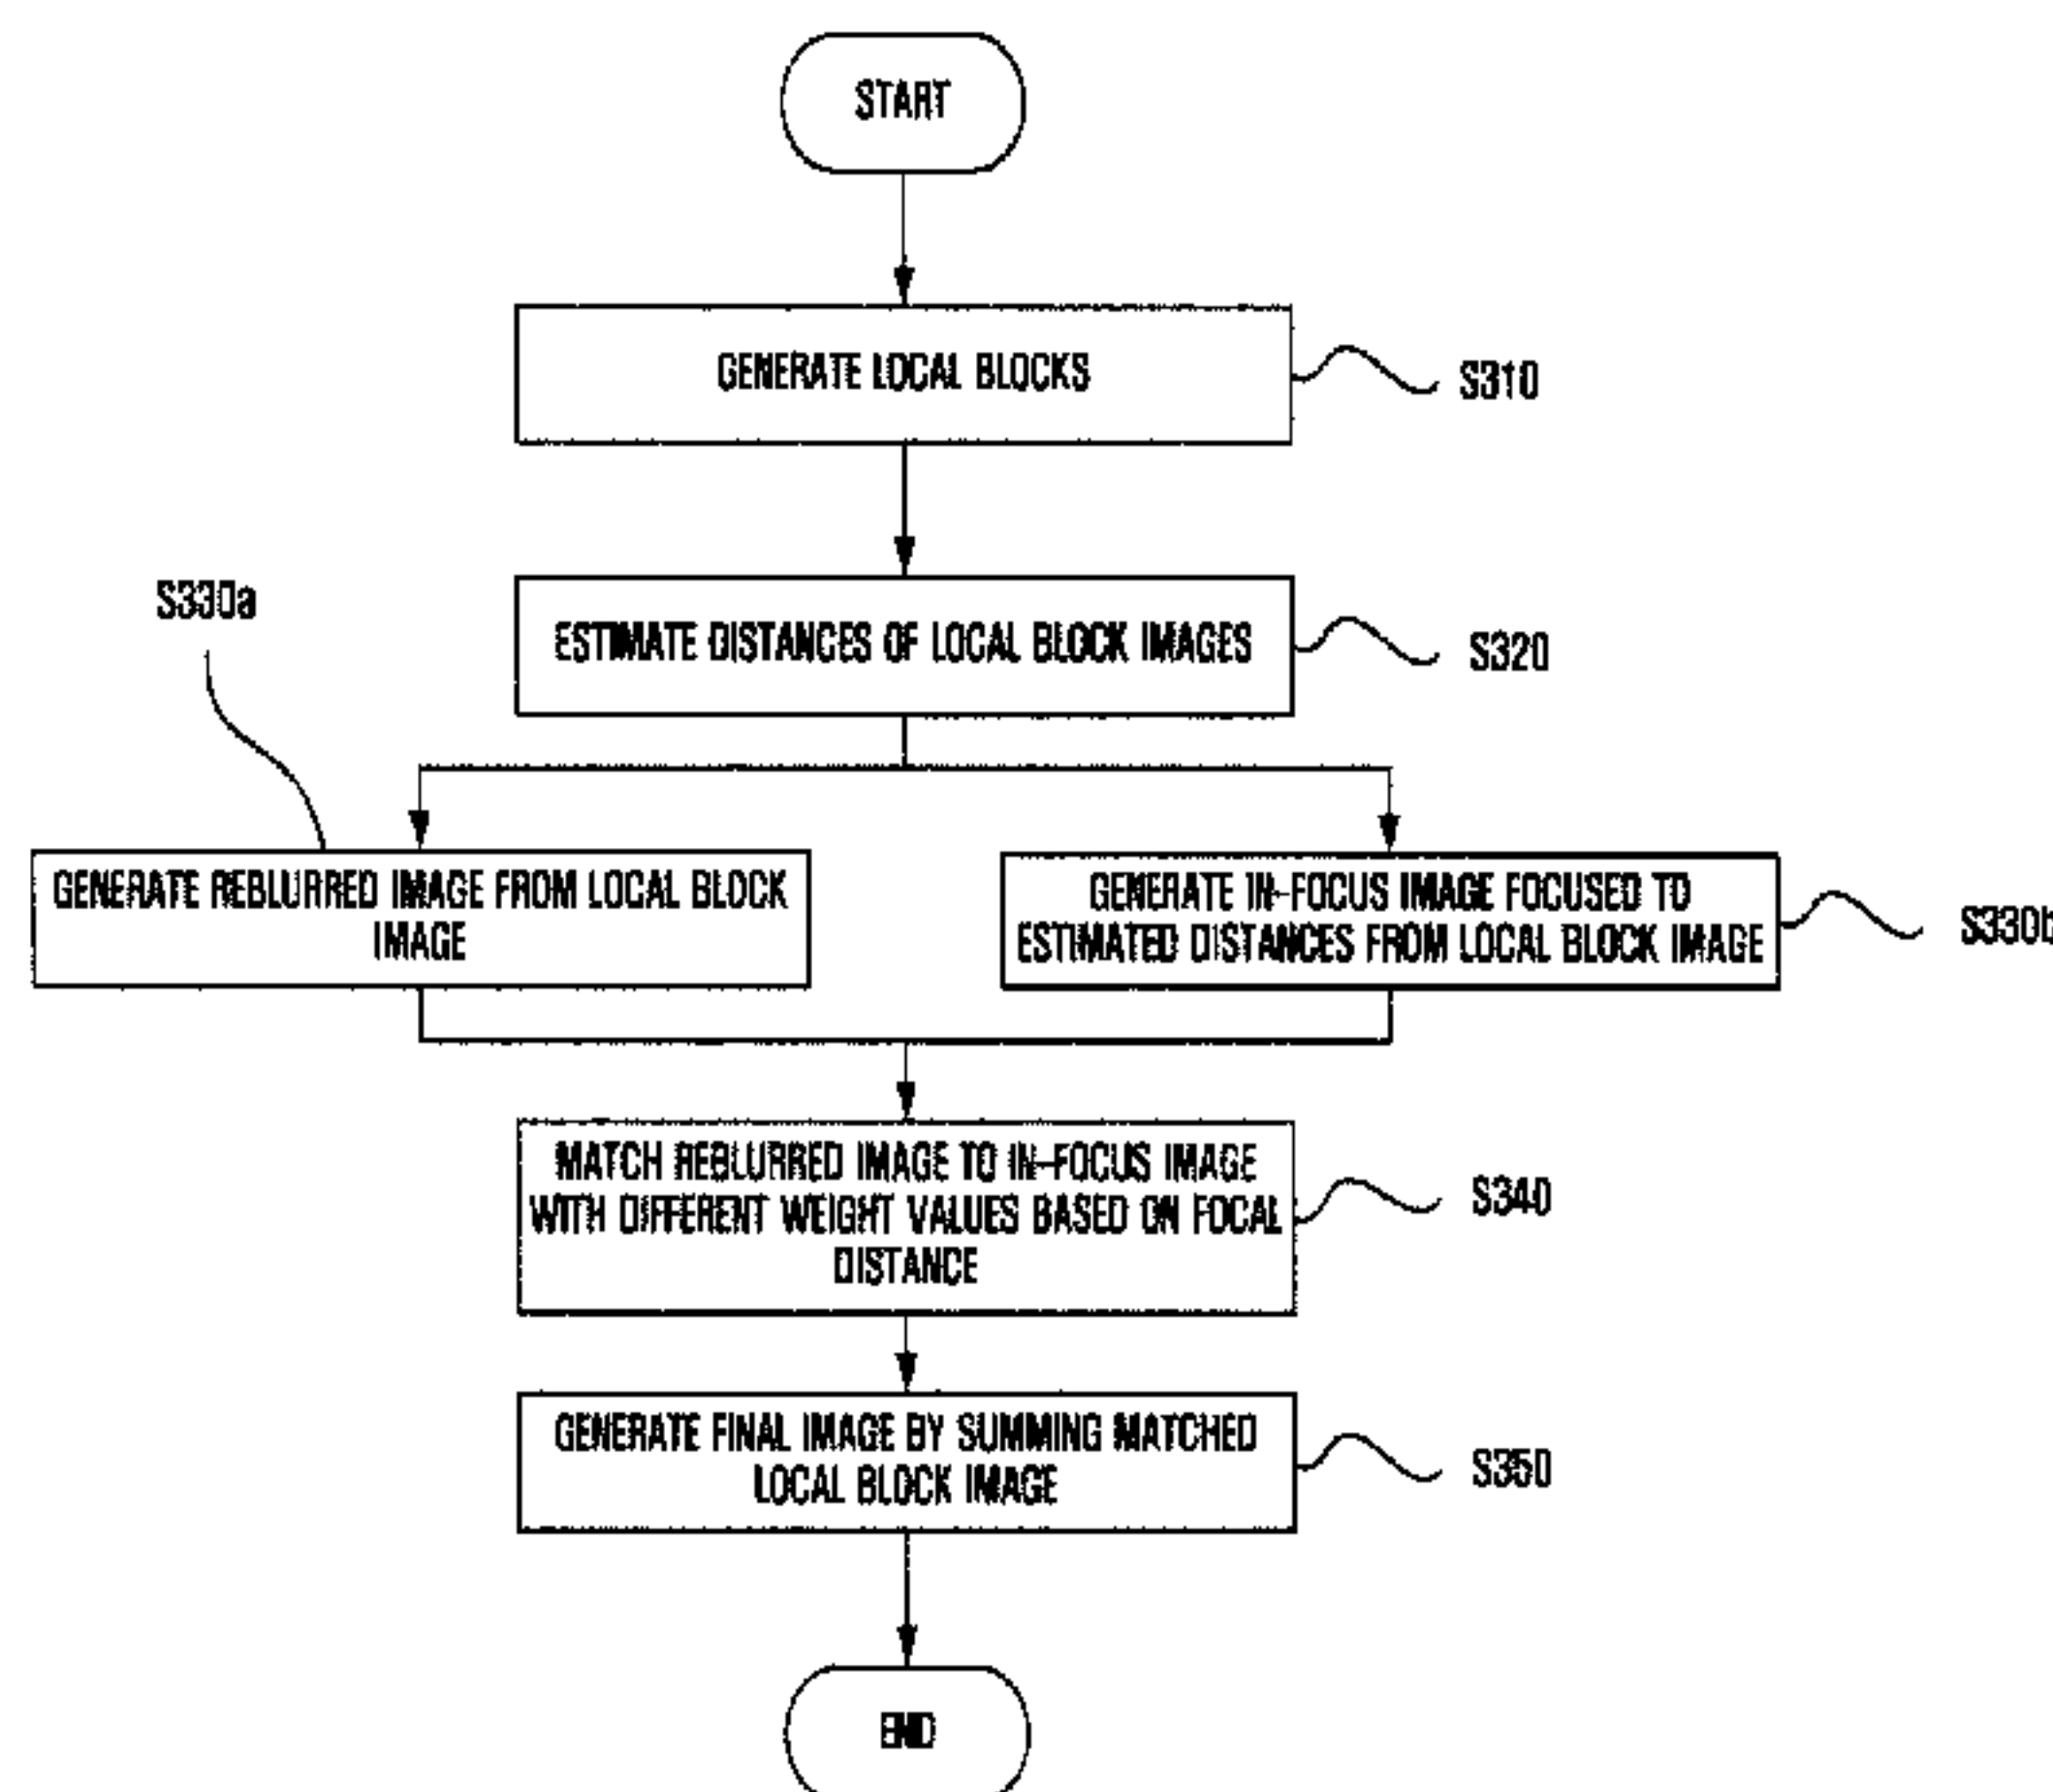 START
GENERATE LOCAL BLOCKS
S310
ESTIMATE DISTANCES OF LOCAL BLOCK IMAGES
S320
S330a
GENERATE REBLURRED IMAGE FROM LOCAL BLOCK
IMAGE
GENERATE IN-FOCUS IMAGE FOCUSED TO
ESTIMATED DISTANCES FROM LOCAL BLOCK IMAGE
S330b
MATCH REBLURRED IMAGE TO IN-FOCUS IMAGE
WITH DIFFERENT WEIGHT VALUES BASED ON FOCAL
DISTANCE
S340
GENERATE FINAL IMAGE BY SUMMING MATCHED
LOCAL BLOCK IMAGE
S350
END